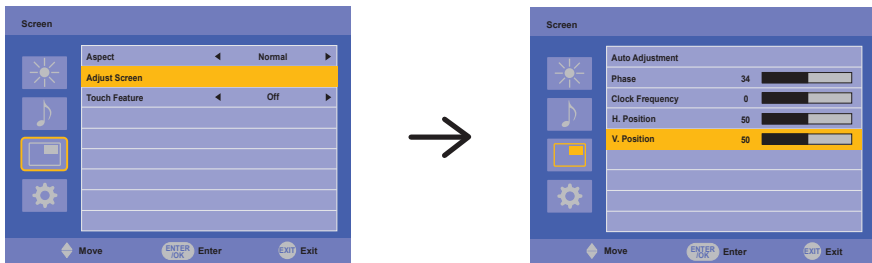 Screen
Aspect Normal
Adjust Screen
Touch Feature Off
Move ENTER /OK Enter EXIT Exit
Screen
Auto Adjustment
Phase 34
Clock Frequency 0
H. Position 50
V. Position 50
Move ENTER /OK Enter EXIT Exit